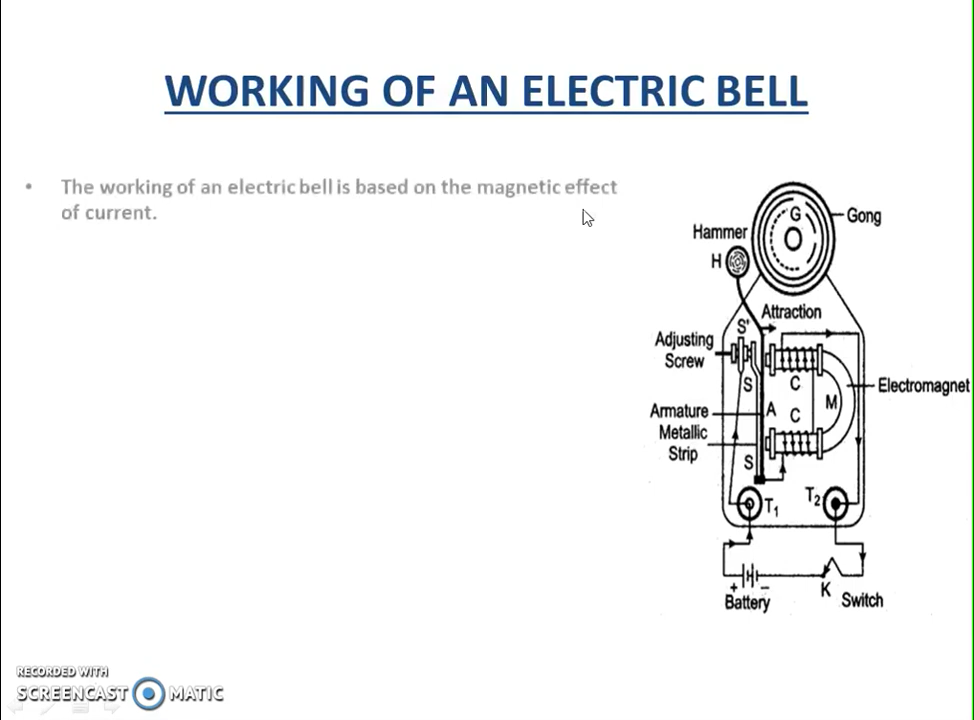 WORKING OF AN ELECTRIC BELL
• The working of an electric bell is based on the magnetic effect
of current.
G
Gong
Hammer
H
Attraction
S'
Adjusting
Screw
S
C
Electromagnet
M
Armature
A
C
Metallic
Strip
S
T1
T2
+
−
K
Battery
Switch
RECORDED WITH
SCREENCAST MATIC